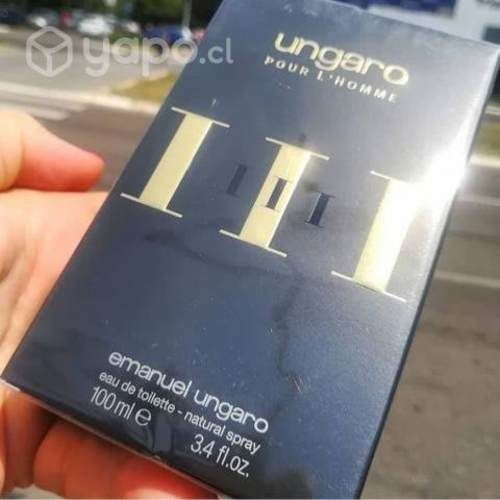 yapo.cl
ungaro
POUR L'HOMME
III
III
emanuel ungaro
eau de toilette - natural spray
100 ml e 3.4 fl.oz.